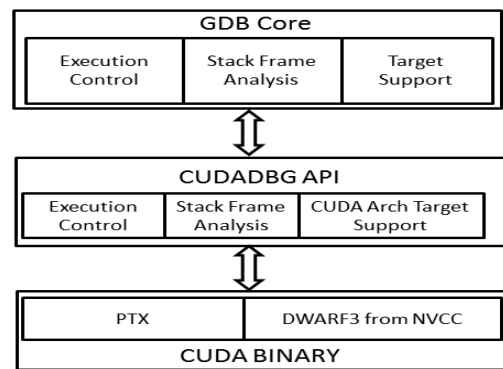 GDB Core
Execution Control
Stack Frame Analysis
Target Support
CUDADBG API
Execution Control
Stack Frame Analysis
CUDA Arch Target Support
PTX
DWARF3 from NVCC
CUDA BINARY